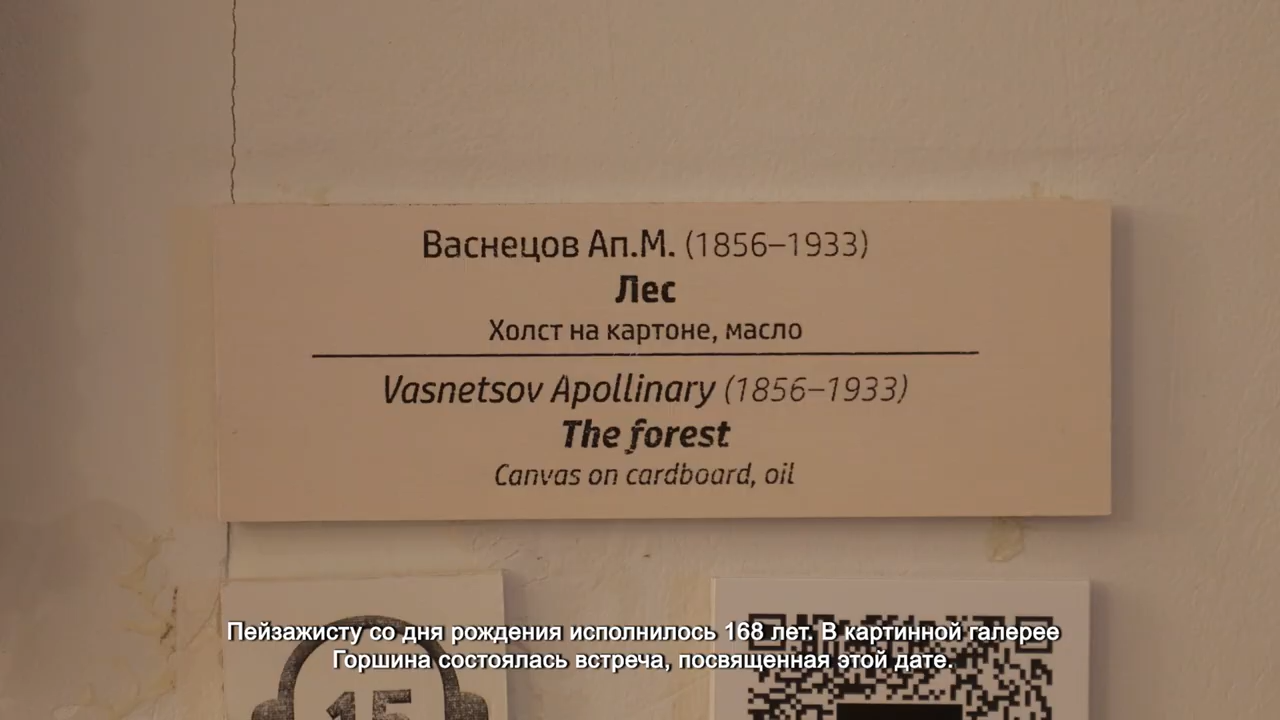 Васнецов Ап.М. (1856–1933)
Лес
Холст на картоне, масло
Vasnetsov Apollinary (1856–1933)
The forest
Canvas on cardboard, oil
15
Пейзажисту со дня рождения исполнилось 168 лет. В картинной галерее
Горшина состоялась встреча, посвященная этой дате.